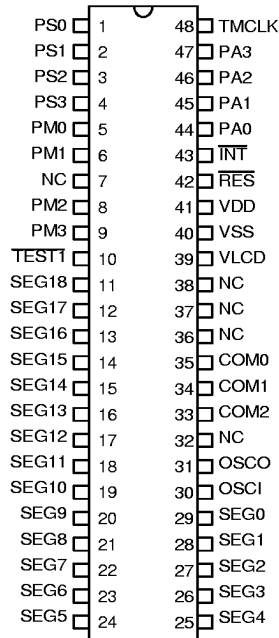 PS0 1 48 TMCLK
PS1 2 47 PA3
PS2 3 46 PA2
PS3 4 45 PA1
PM0 5 44 PA0
PM1 6 43 INT
NC 7 42 RES
PM2 8 41 VDD
PM3 9 40 VSS
TEST1 10 39 VLCD
SEG18 11 38 NC
SEG17 12 37 NC
SEG16 13 36 NC
SEG15 14 35 COM0
SEG14 15 34 COM1
SEG13 16 33 COM2
SEG12 17 32 NC
SEG11 18 31 OSCO
SEG10 19 30 OSCI
SEG9 20 29 SEG0
SEG8 21 28 SEG1
SEG7 22 27 SEG2
SEG6 23 26 SEG3
SEG5 24 25 SEG4